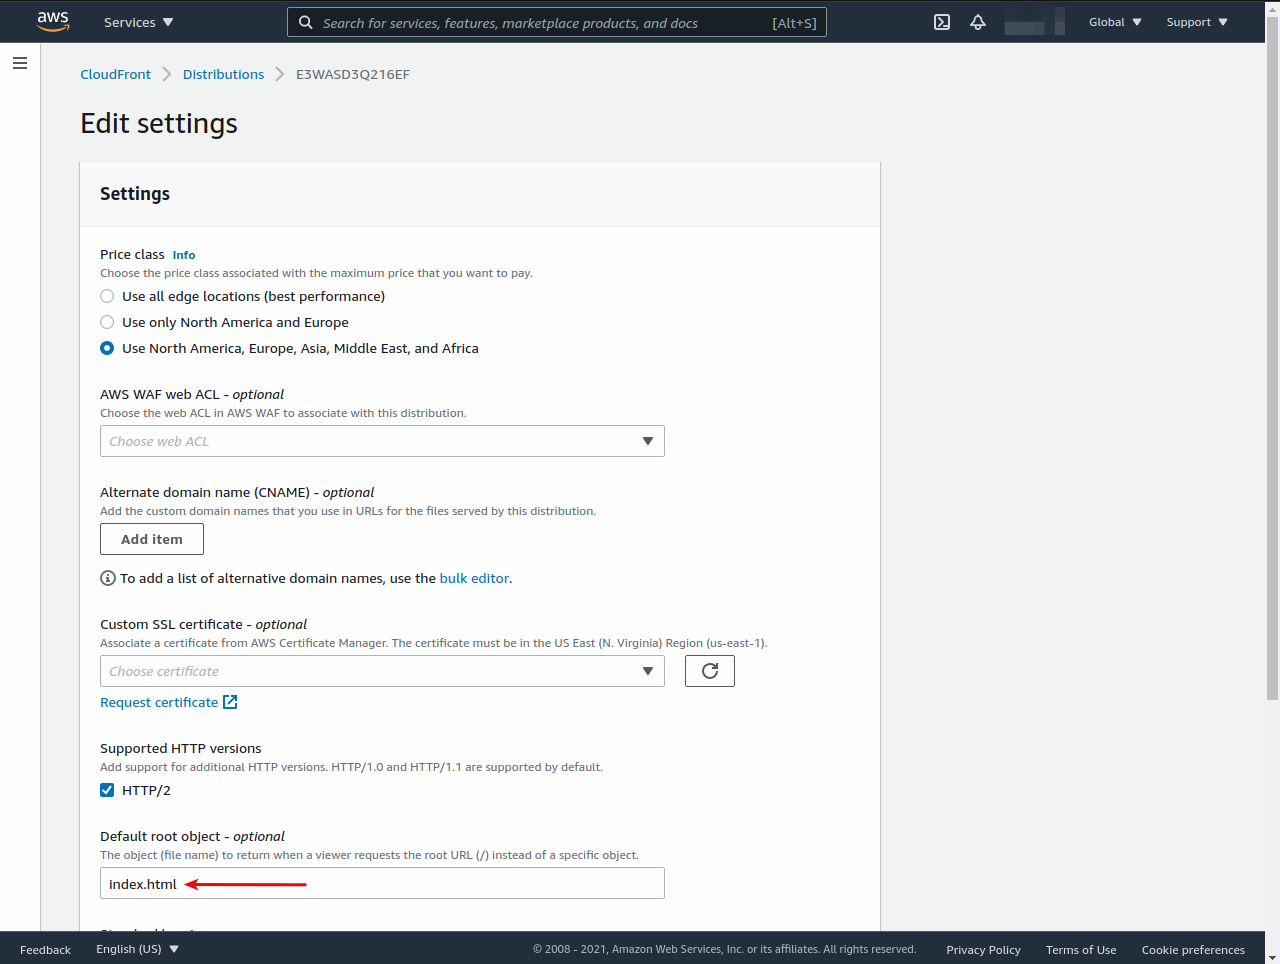 aws
Services
Search for services, features, marketplace products, and docs [Alt+S]
Global
Support
CloudFront
Distributions
E3WASD3Q216EF
Edit settings
Settings
Price class Info
Choose the price class associated with the maximum price that you want to pay.
Use all edge locations (best performance)
Use only North America and Europe
Use North America, Europe, Asia, Middle East, and Africa
AWS WAF web ACL - optional
Choose the web ACL in AWS WAF to associate with this distribution.
Choose web ACL
Alternate domain name (CNAME) - optional
Add the custom domain names that you use in URLs for the files served by this distribution.
Add item
To add a list of alternative domain names, use the bulk editor.
Custom SSL certificate - optional
Associate a certificate from AWS Certificate Manager. The certificate must be in the US East (N. Virginia) Region (us-east-1).
Choose certificate
Request certificate
Supported HTTP versions
Add support for additional HTTP versions. HTTP/1.0 and HTTP/1.1 are supported by default.
HTTP/2
Default root object - optional
The object (file name) to return when a viewer requests the root URL (/) instead of a specific object.
index.html
Feedback
English (US)
© 2008 - 2021, Amazon Web Services, Inc. or its affiliates. All rights reserved.
Privacy Policy
Terms of Use
Cookie preferences